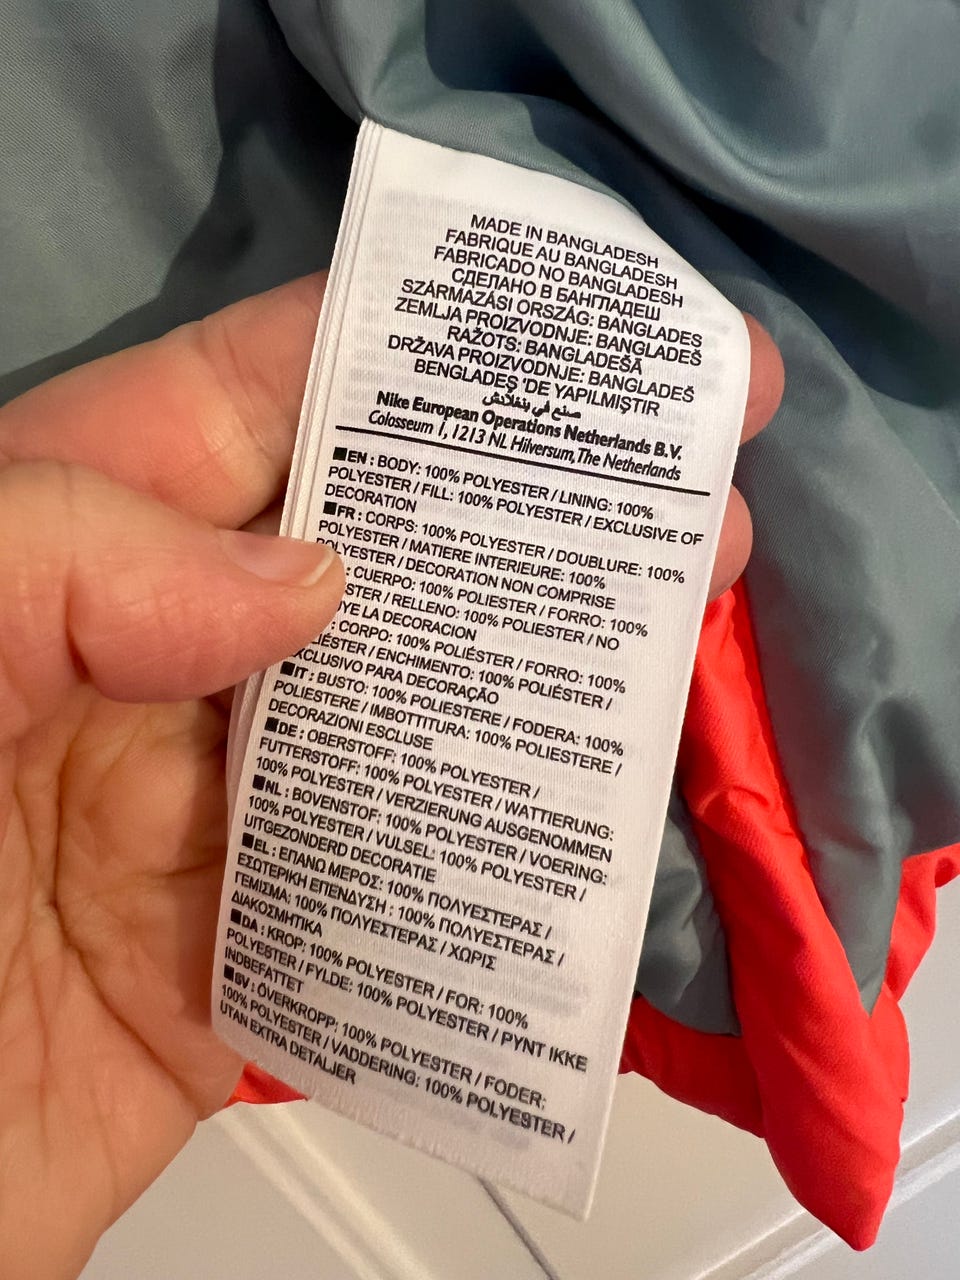 MADE IN BANGLADESH
FABRIQUE AU BANGLADESH
FABRICADO NO BANGLADESH
СДЕЛАНО В БАНГЛАДЕШ
SZÁRMAZÁSI ORSZÁG: BANGLADES
ZEMLJA PROIZVODNJE: BANGLADEŠ
RAŽOTS: BANGLADEŠĀ
DRŽAVA PROIZVODNJE: BANGLADEŠ
BENGLADEŞ 'DE YAPILMIŞTIR
صنع في بنغلادش
Nike European Operations Netherlands B.V.
Colosseum 1, 1213 NL Hilversum, The Netherlands
■EN : BODY: 100% POLYESTER / LINING: 100%
POLYESTER / FILL: 100% POLYESTER / EXCLUSIVE OF
DECORATION
■FR : CORPS: 100% POLYESTER / DOUBLURE: 100%
POLYESTER / MATIERE INTERIEURE: 100%
POLYESTER / DECORATION NON COMPRISE
: CUERPO: 100% POLIESTER / FORRO: 100%
STER / RELLENO: 100% POLIESTER / NO
YE LA DECORACION
: CORPO: 100% POLIÉSTER / FORRO: 100%
LIÉSTER / ENCHIMENTO: 100% POLIÉSTER /
XCLUSIVO PARA DECORAÇÃO
■IT : BUSTO: 100% POLIESTERE / FODERA: 100%
POLIESTERE / IMBOTTITURA: 100% POLIESTERE /
DECORAZIONI ESCLUSE
■DE : OBERSTOFF: 100% POLYESTER /
FUTTERSTOFF: 100% POLYESTER / WATTIERUNG:
100% POLYESTER / VERZIERUNG AUSGENOMMEN
■NL : BOVENSTOF: 100% POLYESTER / VOERING:
100% POLYESTER / VULSEL: 100% POLYESTER /
UITGEZONDERD DECORATIE
■EL : ΕΠΑΝΩ ΜΕΡΟΣ: 100% ΠΟΛΥΕΣΤΕΡΑΣ /
ΕΣΩΤΕΡΙΚΗ ΕΠΕΝΔΥΣΗ : 100% ΠΟΛΥΕΣΤΕΡΑΣ /
ΓΕΜΙΣΜΑ: 100% ΠΟΛΥΕΣΤΕΡΑΣ / ΧΩΡΙΣ
ΔΙΑΚΟΣΜΗΤΙΚΑ
■DA : KROP: 100% POLYESTER / FOR: 100%
POLYESTER / FYLDE: 100% POLYESTER / PYNT IKKE
INDBEFATTET
■SV : ÖVERKROPP: 100% POLYESTER / FODER:
100% POLYESTER / VADDERING: 100% POLYESTER /
UTAN EXTRA DETALJER